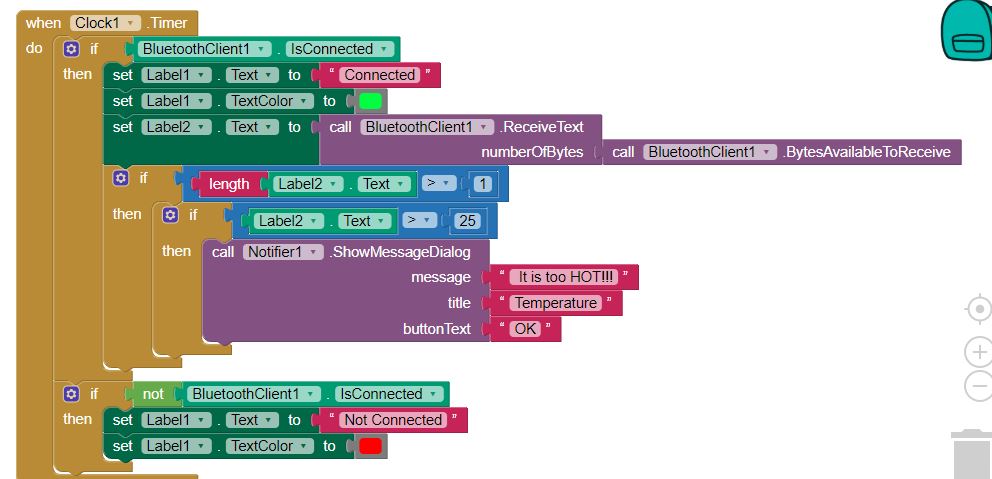 when Clock1 .Timer
do if BluetoothClient1 . IsConnected
then set Label1 . Text to " Connected "
set Label1 . TextColor to
set Label2 . Text to call BluetoothClient1 .ReceiveText
numberOfBytes call BluetoothClient1 .BytesAvailableToReceive
if length Label2 . Text > 1
then if Label2 . Text > 25
then call Notifier1 .ShowMessageDialog
message " It is too HOT!!! "
title " Temperature "
buttonText " OK "
if not BluetoothClient1 . IsConnected
then set Label1 . Text to " Not Connected "
set Label1 . TextColor to